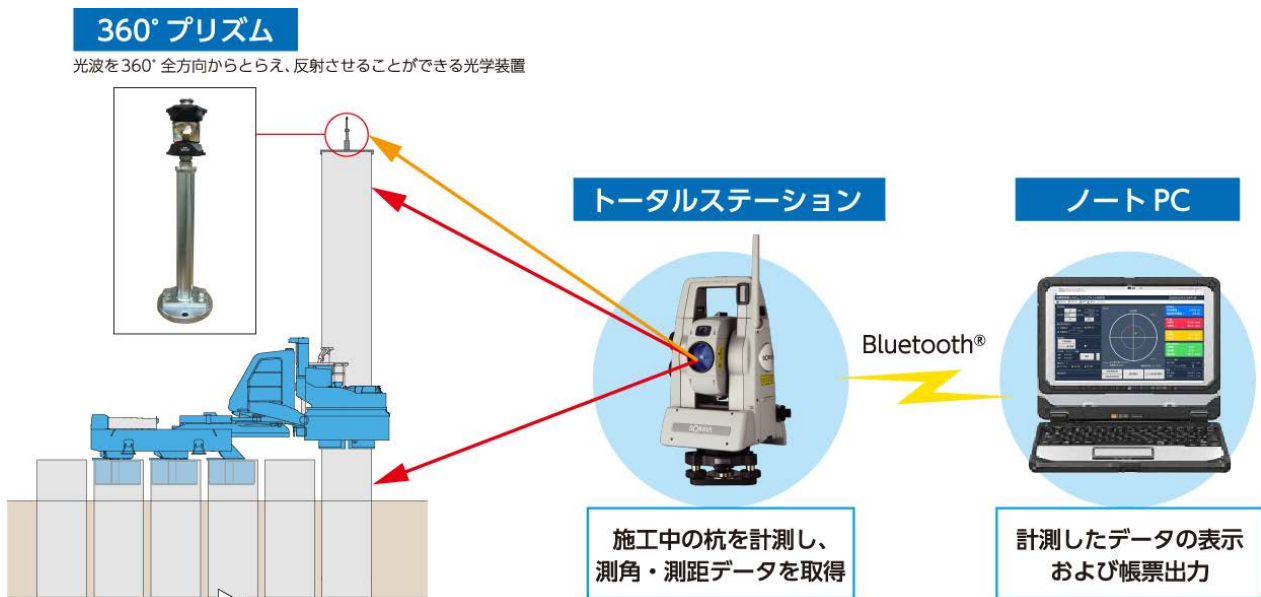 360°プリズム
光波を360°全方向からとらえ、反射させることができる光学装置
トータルステーション
ノートPC
Bluetooth®
SOKKIA
施工中の杭を計測し、
測角・測距データを取得
計測したデータの表示
および帳票出力